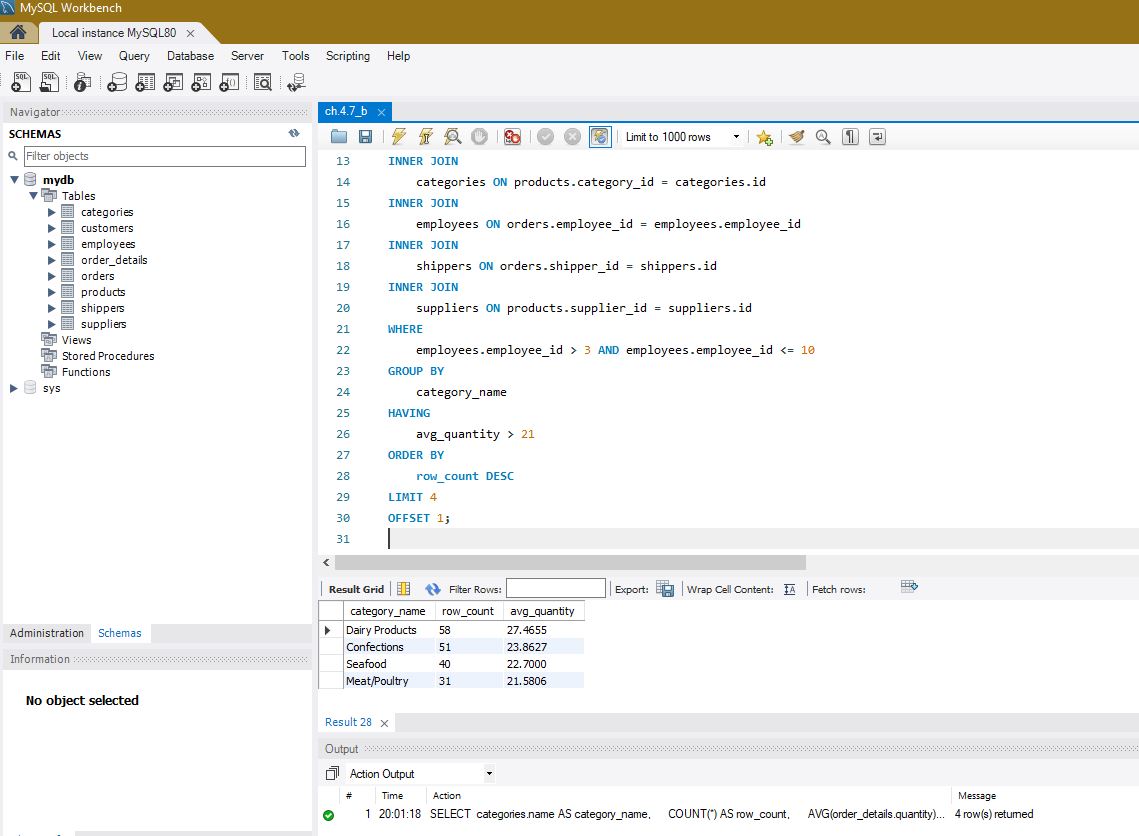 MySQL Workbench
Local instance MySQL80
File Edit View Query Database Server Tools Scripting Help
Navigator
SCHEMAS
Filter objects
mydb
Tables
categories
customers
employees
order_details
orders
products
shippers
suppliers
Views
Stored Procedures
Functions
sys
Administration Schemas
Information
No object selected
ch.4.7_b
Limit to 1000 rows
13 INNER JOIN
14 categories ON products.category_id = categories.id
15 INNER JOIN
16 employees ON orders.employee_id = employees.employee_id
17 INNER JOIN
18 shippers ON orders.shipper_id = shippers.id
19 INNER JOIN
20 suppliers ON products.supplier_id = suppliers.id
21 WHERE
22 employees.employee_id > 3 AND employees.employee_id <= 10
23 GROUP BY
24 category_name
25 HAVING
26 avg_quantity > 21
27 ORDER BY
28 row_count DESC
29 LIMIT 4
30 OFFSET 1;
31
Result Grid Filter Rows: Export: Wrap Cell Content: Fetch rows:
category_name row_count avg_quantity
Dairy Products 58 27.4655
Confections 51 23.8627
Seafood 40 22.7000
Meat/Poultry 31 21.5806
Result 28
Output
Action Output
# Time Action Message
1 20:01:18 SELECT categories.name AS category_name, COUNT(*) AS row_count, AVG(order_details.quantity)... 4 row(s) returned